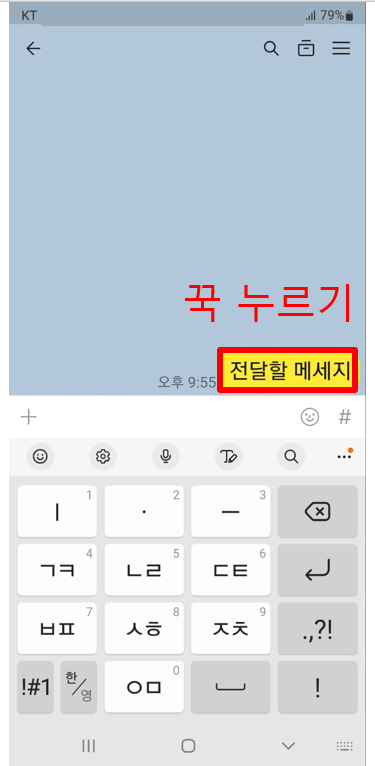 KT 79%
꾹 누르기
오후 9:55 전달할 메세지
+ #
ㅣ 1 · 2 ㅡ 3
ㄱㅋ 4 ㄴㄹ 5 ㄷㅌ 6
ㅂㅍ 7 ㅅㅎ 8 ㅈㅊ 9 .,?!
!#1 한/영 ㅇㅁ 0 !